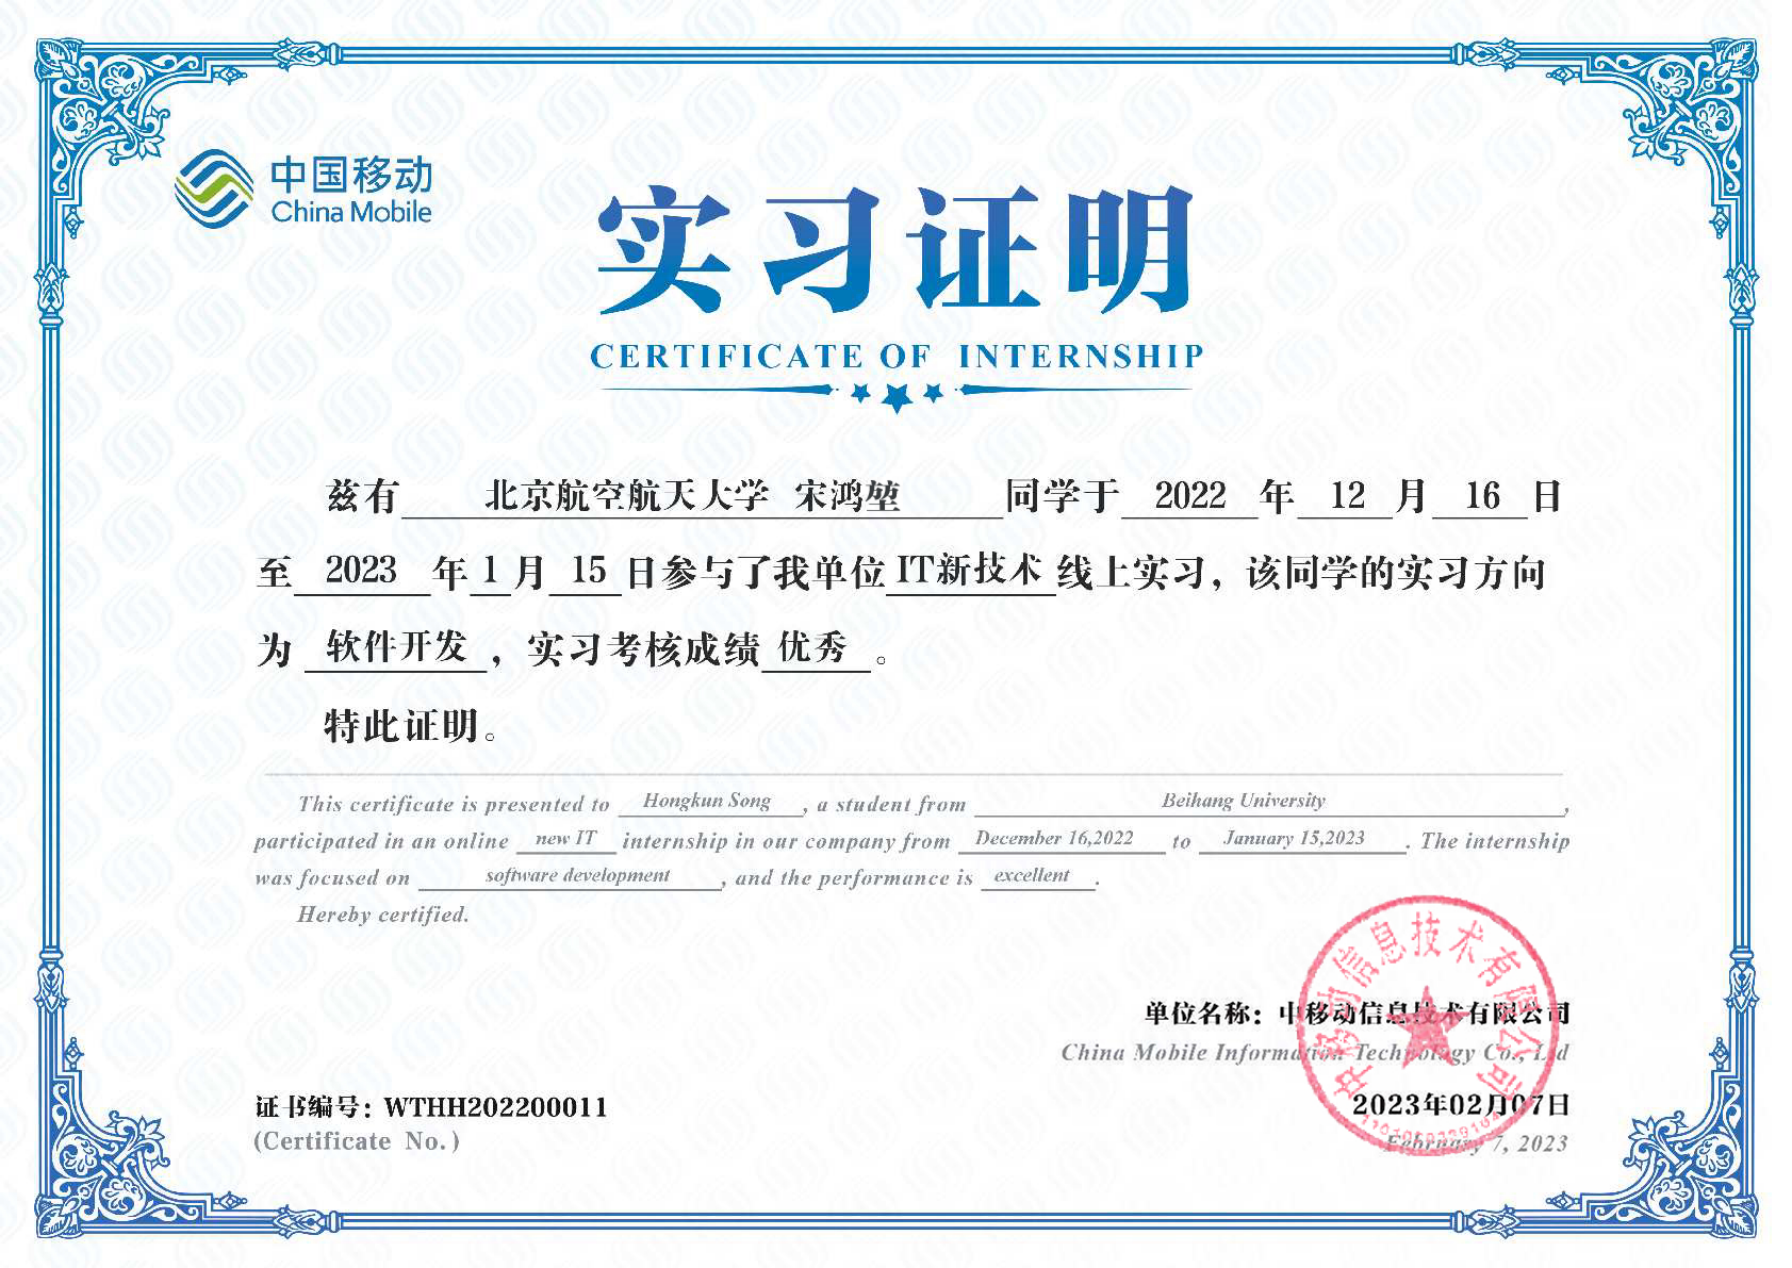 中国移动
China Mobile
实习证明
CERTIFICATE OF INTERNSHIP
兹有 北京航空航天大学 宋鸿堃 同学于 2022 年 12 月 16 日
至 2023 年 1 月 15 日参与了我单位 IT新技术 线上实习，该同学的实习方向
为 软件开发 ，实习考核成绩 优秀 。
特此证明。
This certificate is presented to Hongkun Song , a student from Beihang University ,
participated in an online new IT internship in our company from December 16,2022 to January 15,2023 . The internship
was focused on software development , and the performance is excellent .
Hereby certified.
单位名称：中移动信息技术有限公司
China Mobile Information Technology Co., Ltd
中移动信息技术有限公司
证书编号：WTHH202200011
(Certificate No.)
2023年02月07日
February 7, 2023